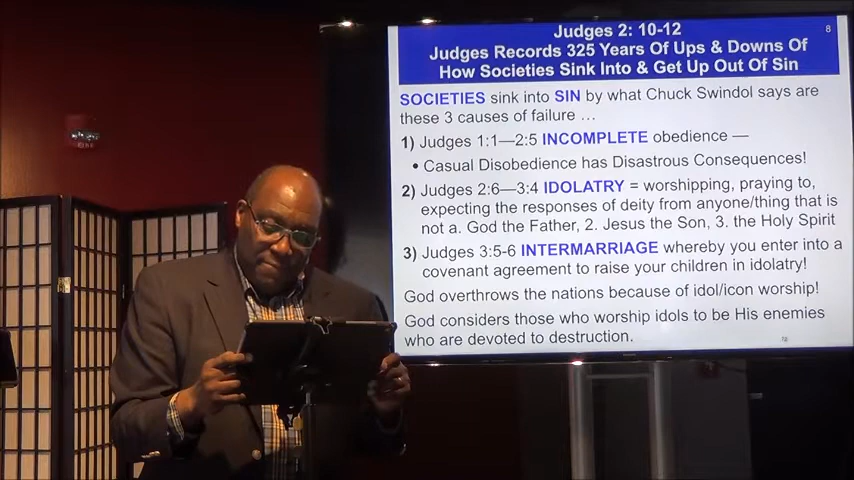 Judges 2: 10-12
8
Judges Records 325 Years Of Ups & Downs Of
How Societies Sink Into & Get Up Out Of Sin
SOCIETIES sink into SIN by what Chuck Swindol says are
these 3 causes of failure ...
1) Judges 1:1—2:5 INCOMPLETE obedience —
• Casual Disobedience has Disastrous Consequences!
2) Judges 2:6—3:4 IDOLATRY = worshipping, praying to,
expecting the responses of deity from anyone/thing that is
not a. God the Father, 2. Jesus the Son, 3. the Holy Spirit
3) Judges 3:5-6 INTERMARRIAGE whereby you enter into a
covenant agreement to raise your children in idolatry!
God overthrows the nations because of idol/icon worship!
God considers those who worship idols to be His enemies
who are devoted to destruction.